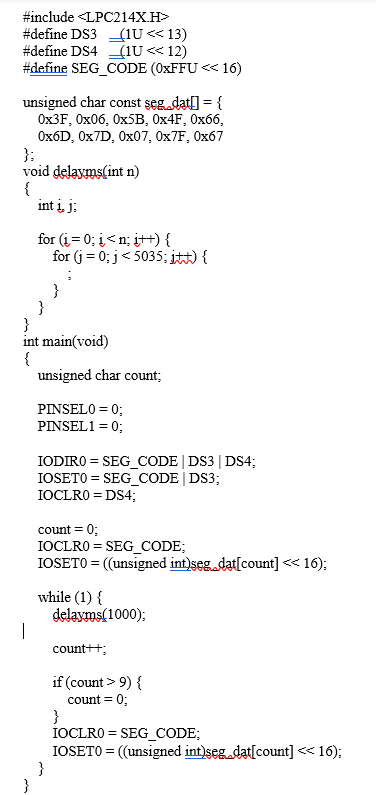 #include <LPC214X.H>
#define DS3   (1U << 13)
#define DS4   (1U << 12)
#define SEG_CODE (0xFFU << 16)

unsigned char const seg_dat[] = {
    0x3F, 0x06, 0x5B, 0x4F, 0x66,
    0x6D, 0x7D, 0x07, 0x7F, 0x67
};
void delayms(int n)
{
    int i, j;

    for (i = 0; i < n; i++) {
        for (j = 0; j < 5035; j++) {
            ;
        }
    }
}
int main(void)
{
    unsigned char count;

    PINSEL0 = 0;
    PINSEL1 = 0;

    IODIR0 = SEG_CODE | DS3 | DS4;
    IOSET0 = SEG_CODE | DS3;
    IOCLR0 = DS4;

    count = 0;
    IOCLR0 = SEG_CODE;
    IOSET0 = ((unsigned int)seg_dat[count] << 16);

    while (1) {
        delayms(1000);

        count++;

        if (count > 9) {
            count = 0;
        }
        IOCLR0 = SEG_CODE;
        IOSET0 = ((unsigned int)seg_dat[count] << 16);
    }
}